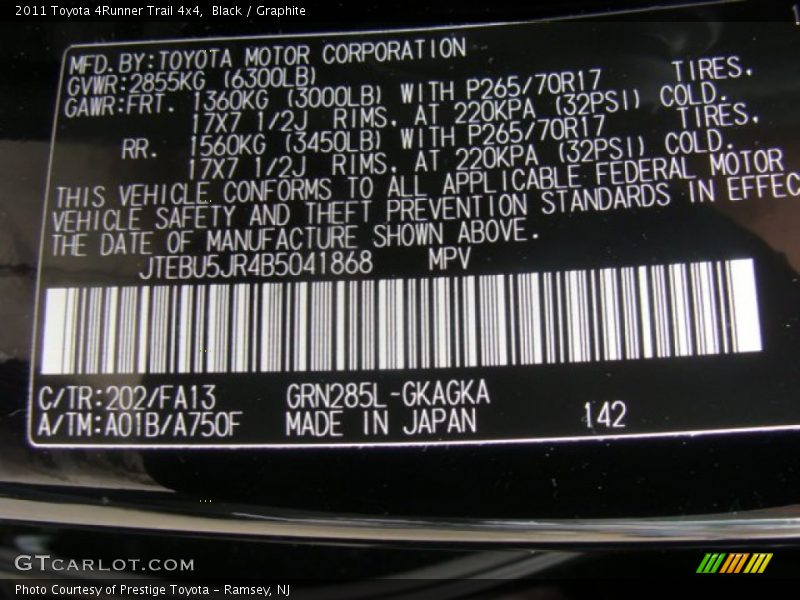 2011 Toyota 4Runner Trail 4x4, Black / Graphite
MFD. BY: TOYOTA MOTOR CORPORATION
GVWR: 2855KG (6300LB)
GAWR: FRT. 1360KG (3000LB) WITH P265/70R17 TIRES,
17X7 1/2J RIMS, AT 220KPA (32PSI) COLD.
RR. 1560KG (3450LB) WITH P265/70R17 TIRES,
17X7 1/2J RIMS, AT 220KPA (32PSI) COLD.
THIS VEHICLE CONFORMS TO ALL APPLICABLE FEDERAL MOTOR
VEHICLE SAFETY AND THEFT PREVENTION STANDARDS IN EFFEC
THE DATE OF MANUFACTURE SHOWN ABOVE.
JTEBU5JR4B5041868 MPV
C/TR: 202/FA13 GRN285L-GKAGKA
A/TM: A01B/A750F MADE IN JAPAN 142
GTCARLOT.COM
Photo Courtesy of Prestige Toyota - Ramsey, NJ